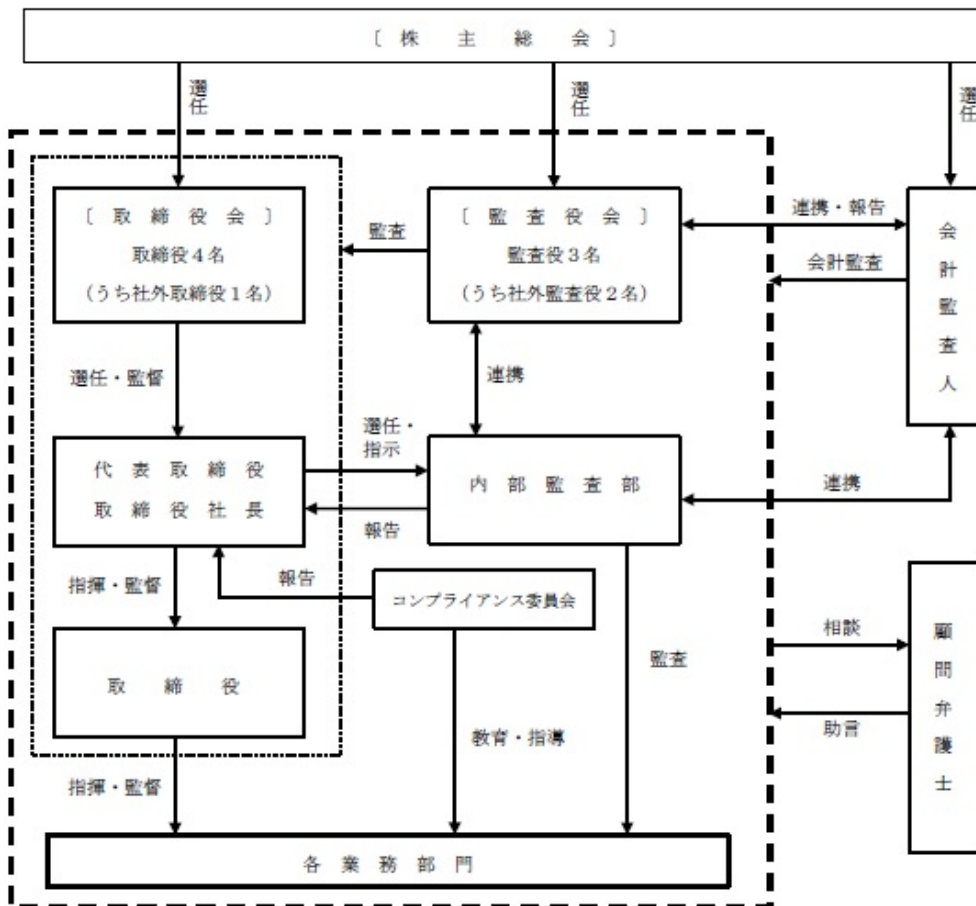 〔 株 主 総 会 〕
選任
選任
選任
〔 取 締 役 会 〕
取締役4名
(うち社外取締役1名)
監査
〔 監 査 役 会 〕
監査役3名
(うち社外監査役2名)
連携・報告
会計監査
会計監査人
選任・監督
連携
代 表 取 締 役
取 締 役 社 長
選任・
指示
報告
内 部 監 査 部
連携
指揮・監督
報告
コンプライアンス委員会
取 締 役
監査
相談
助言
顧問弁護士
指揮・監督
教育・指導
各 業 務 部 門